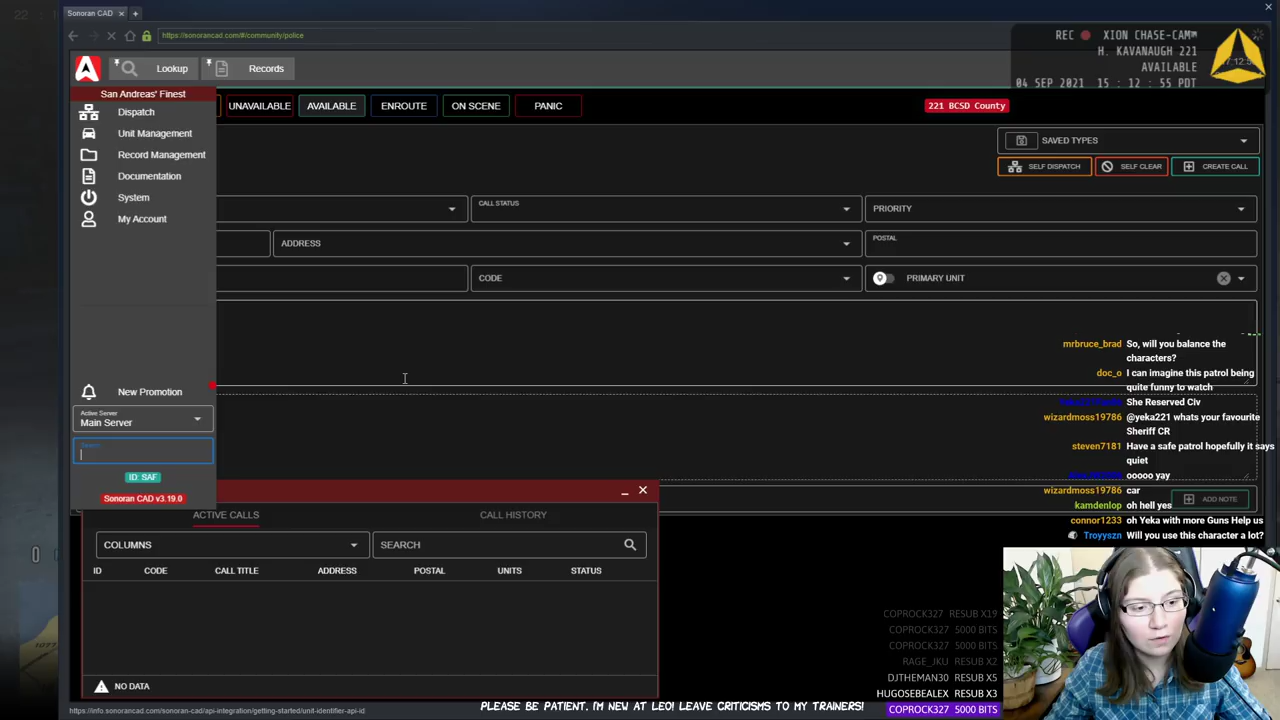 Sonoran CAD
https://sonorancad.com/#/community/police
REC XION CHASE-CAM™
H. KAVANAUGH 221
AVAILABLE
04 SEP 2021 15 : 12 : 55 PDT
Lookup
Records
San Andreas' Finest
Dispatch
Unit Management
Record Management
Documentation
System
My Account
UNAVAILABLE
AVAILABLE
ENROUTE
ON SCENE
PANIC
221 BCSD County
SAVED TYPES
SELF DISPATCH
SELF CLEAR
CREATE CALL
CALL STATUS
PRIORITY
ADDRESS
POSTAL
CODE
PRIMARY UNIT
New Promotion
Active Server
Main Server
ID: SAF
Sonoran CAD v3.19.0
ADD NOTE
ACTIVE CALLS
CALL HISTORY
COLUMNS
SEARCH
ID CODE CALL TITLE ADDRESS POSTAL UNITS STATUS
NO DATA
mrbruce_brad So, will you balance the
characters?
doc_o I can imagine this patrol being
quite funny to watch
She Reserved Civ
wizardmoss19786 @yeka221 whats your favourite
Sheriff CR
steven7181 Have a safe patrol hopefully it says
quiet
ooooo yay
wizardmoss19786 car
kamdenlop oh hell yes
connor1233 oh Yeka with more Guns Help us
Troyyszn Will you use this character a lot?
COPROCK327 RESUB X19
COPROCK327 5000 BITS
COPROCK327 5000 BITS
RAGE_JKU RESUB X2
DJTHEMAN30 RESUB X5
HUGOSEBEALEX RESUB X3
COPROCK327 5000 BITS
PLEASE BE PATIENT. I'M NEW AT LEO! LEAVE CRITICISMS TO MY TRAINERS!
https://info.sonorancad.com/sonoran-cad/api-integration/getting-started/unit-identifier-api-id